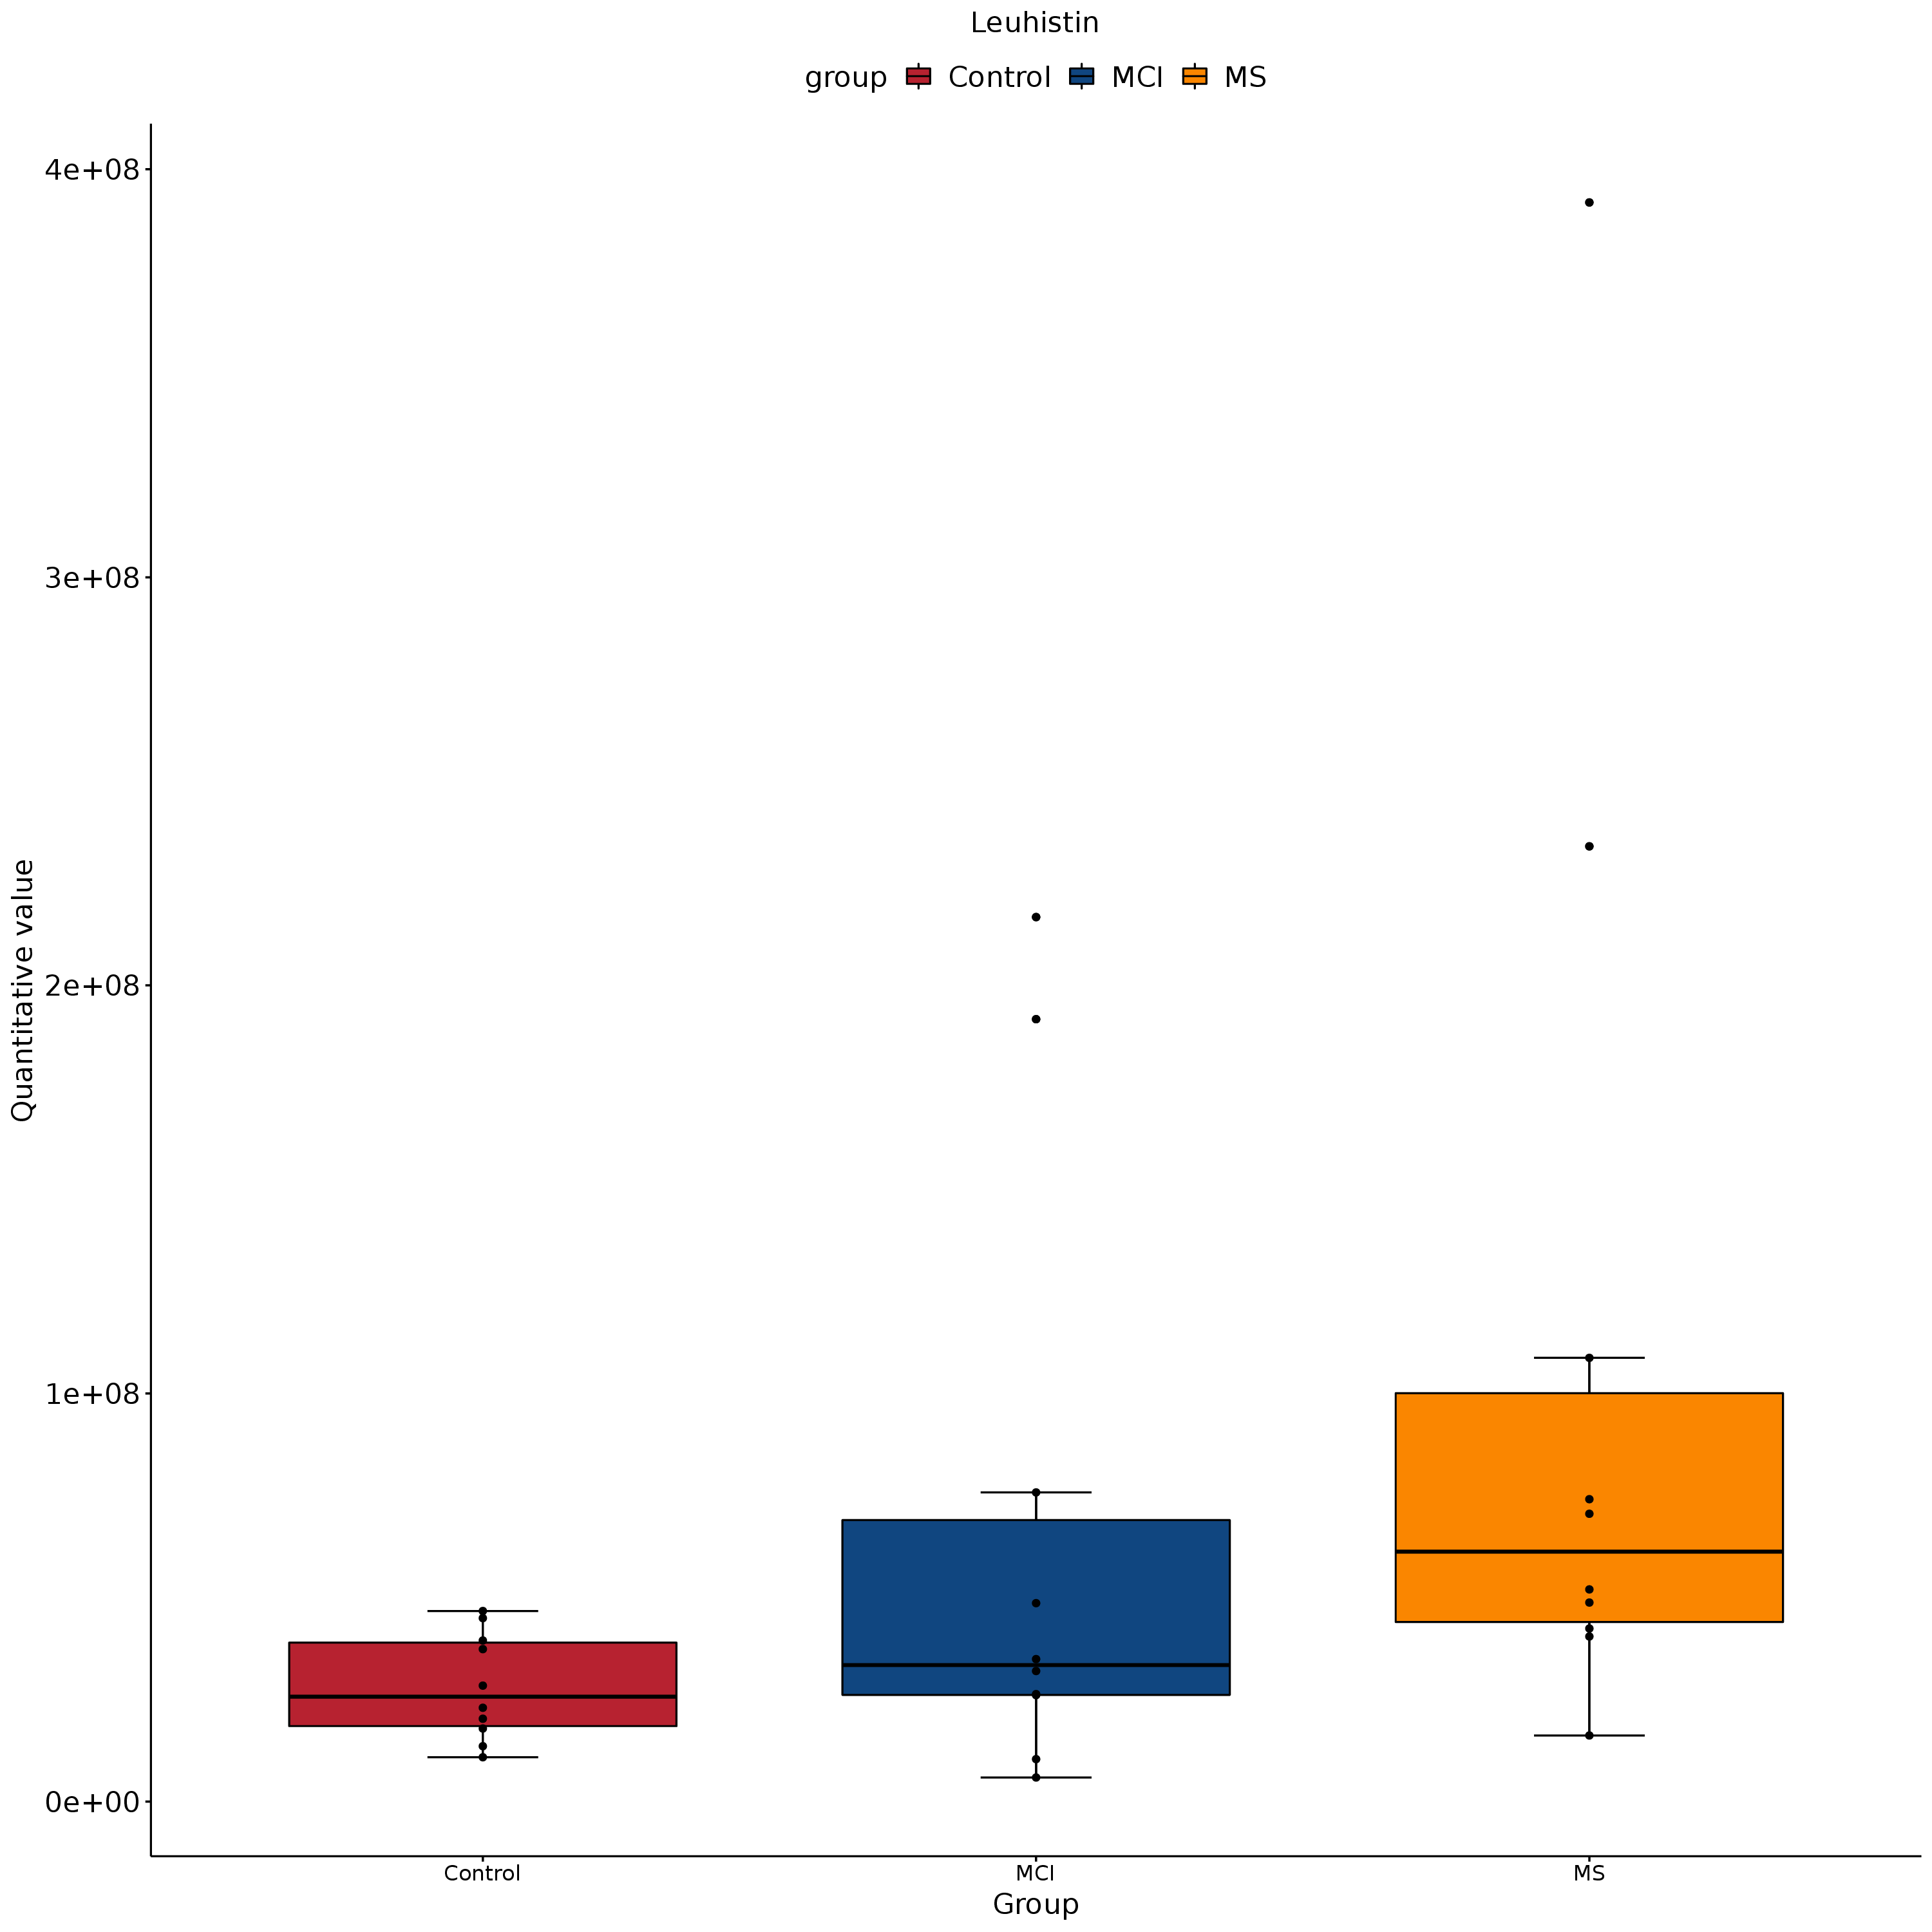 Leuhistin
group Control MCI MS
4e+08
3e+08
2e+08
1e+08
0e+00
Quantitative value
Control MCI MS
Group